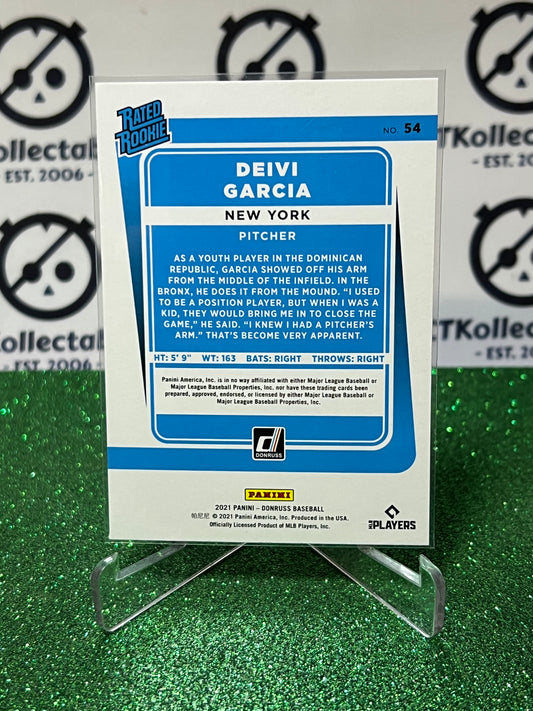 RATED
ROOKIE
NO. 54
DEIVI
GARCIA
NEW YORK
PITCHER
AS A YOUTH PLAYER IN THE DOMINICAN
REPUBLIC, GARCIA SHOWED OFF HIS ARM
FROM THE MIDDLE OF THE INFIELD. IN THE
BRONX, HE DOES IT FROM THE MOUND. “I USED
TO BE A POSITION PLAYER, BUT WHEN I WAS A
KID, THEY WOULD BRING ME IN TO CLOSE THE
GAME,” HE SAID. “I KNEW I HAD A PITCHER’S
ARM.” THAT’S BECOME VERY APPARENT.
HT: 5' 9" WT: 163 BATS: RIGHT THROWS: RIGHT
Panini America, Inc. is in no way affiliated with either Major League Baseball or
Major League Baseball Properties, Inc. nor have these trading cards been
prepared, approved, endorsed, or licensed by either Major League Baseball or
Major League Baseball Properties, Inc.
DONRUSS
PANINI
2021 PANINI – DONRUSS BASEBALL
帕尼尼 © 2021 Panini America, Inc. Produced in the USA.
Officially Licensed Product of MLB Players, Inc.
MLB PLAYERS
Kollectab
- EST. 2006 -
CTKollecta
- EST. 200
Kollectab
EST. 2006 -
TKollecta
- EST. 200